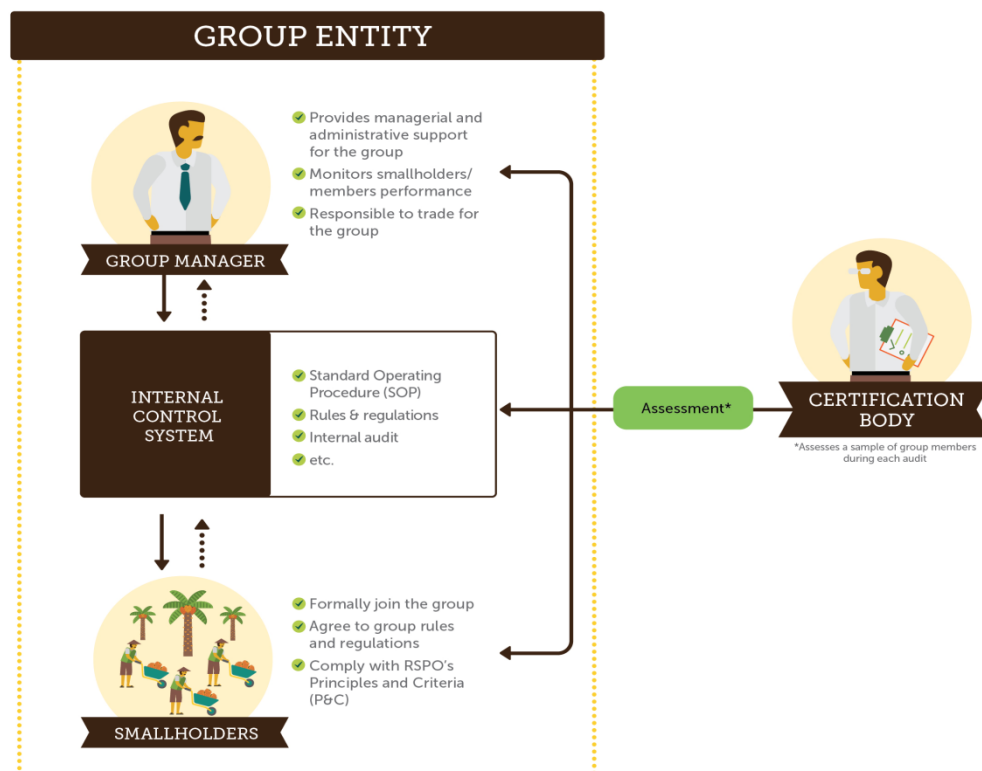 GROUP ENTITY
Provides managerial and
administrative support
for the group
Monitors smallholders/
members performance
Responsible to trade for
the group
GROUP MANAGER
INTERNAL
CONTROL
SYSTEM
Standard Operating
Procedure (SOP)
Rules & regulations
Internal audit
etc.
Assessment*
CERTIFICATION
BODY
*Assesses a sample of group members
during each audit
Formally join the group
Agree to group rules
and regulations
Comply with RSPO's
Principles and Criteria
(P&C)
SMALLHOLDERS